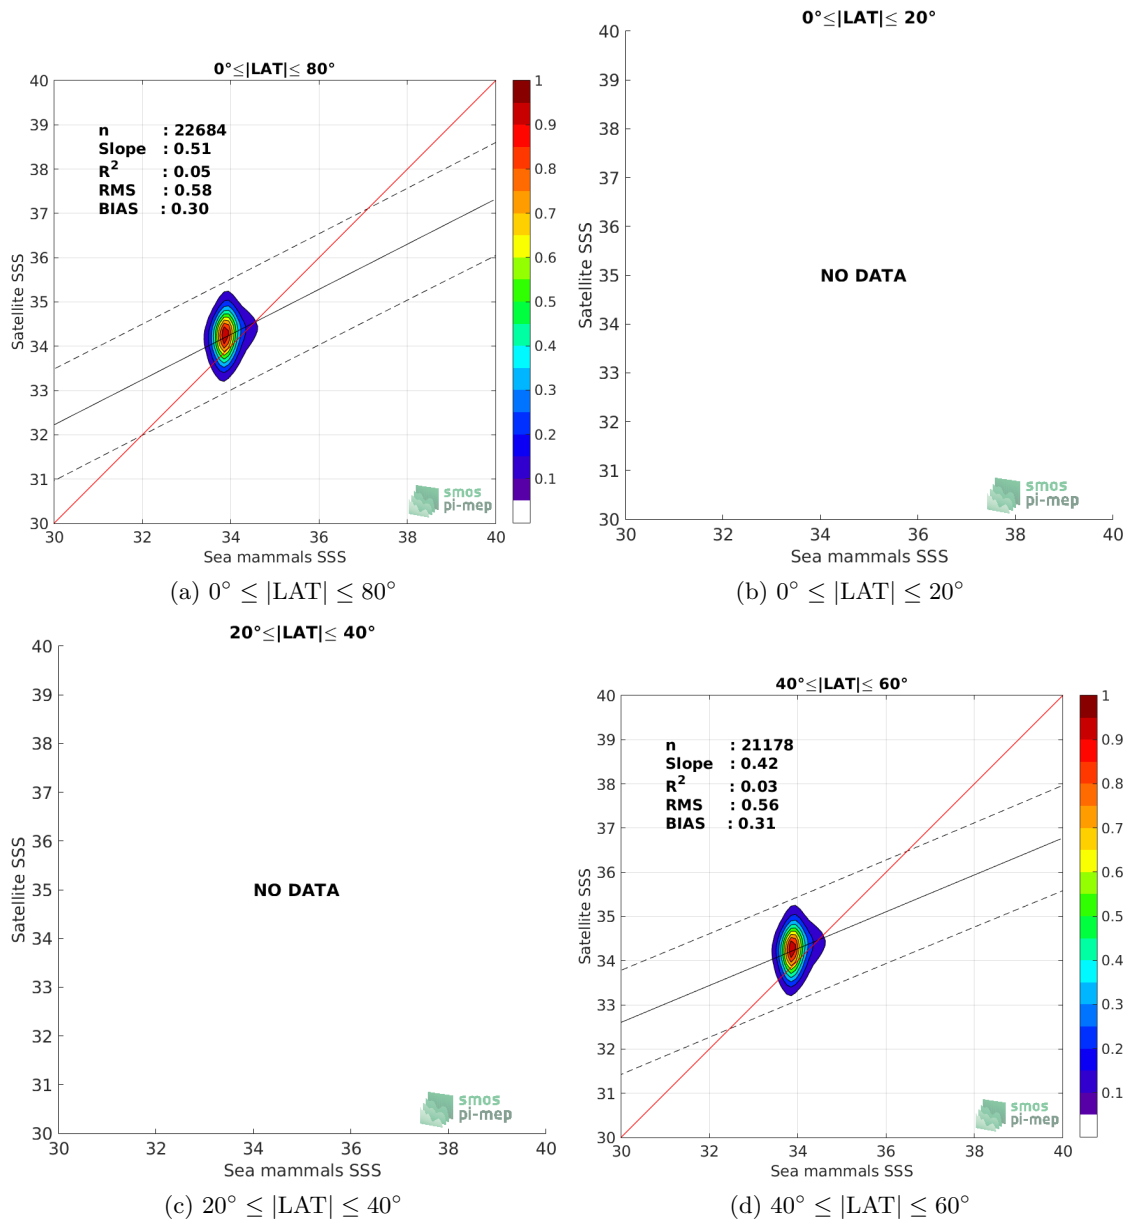 0°≤|LAT|≤ 80°
n : 22684
Slope : 0.51
R2 : 0.05
RMS : 0.58
BIAS : 0.30
40
39
38
37
36
35
34
33
32
31
30
Satellite SSS
30 32 34 36 38 40
Sea mammals SSS
1
0.9
0.8
0.7
0.6
0.5
0.4
0.3
0.2
0.1
smos
pi-mep
(a) 0° ≤ |LAT| ≤ 80°
0°≤|LAT|≤ 20°
40
39
38
37
36
35
34
33
32
31
30
Satellite SSS
NO DATA
30 32 34 36 38 40
Sea mammals SSS
smos
pi-mep
(b) 0° ≤ |LAT| ≤ 20°
20°≤|LAT|≤ 40°
40
39
38
37
36
35
34
33
32
31
30
Satellite SSS
NO DATA
30 32 34 36 38 40
Sea mammals SSS
smos
pi-mep
(c) 20° ≤ |LAT| ≤ 40°
40°≤|LAT|≤ 60°
n : 21178
Slope : 0.42
R2 : 0.03
RMS : 0.56
BIAS : 0.31
40
39
38
37
36
35
34
33
32
31
30
Satellite SSS
30 32 34 36 38 40
Sea mammals SSS
1
0.9
0.8
0.7
0.6
0.5
0.4
0.3
0.2
0.1
smos
pi-mep
(d) 40° ≤ |LAT| ≤ 60°